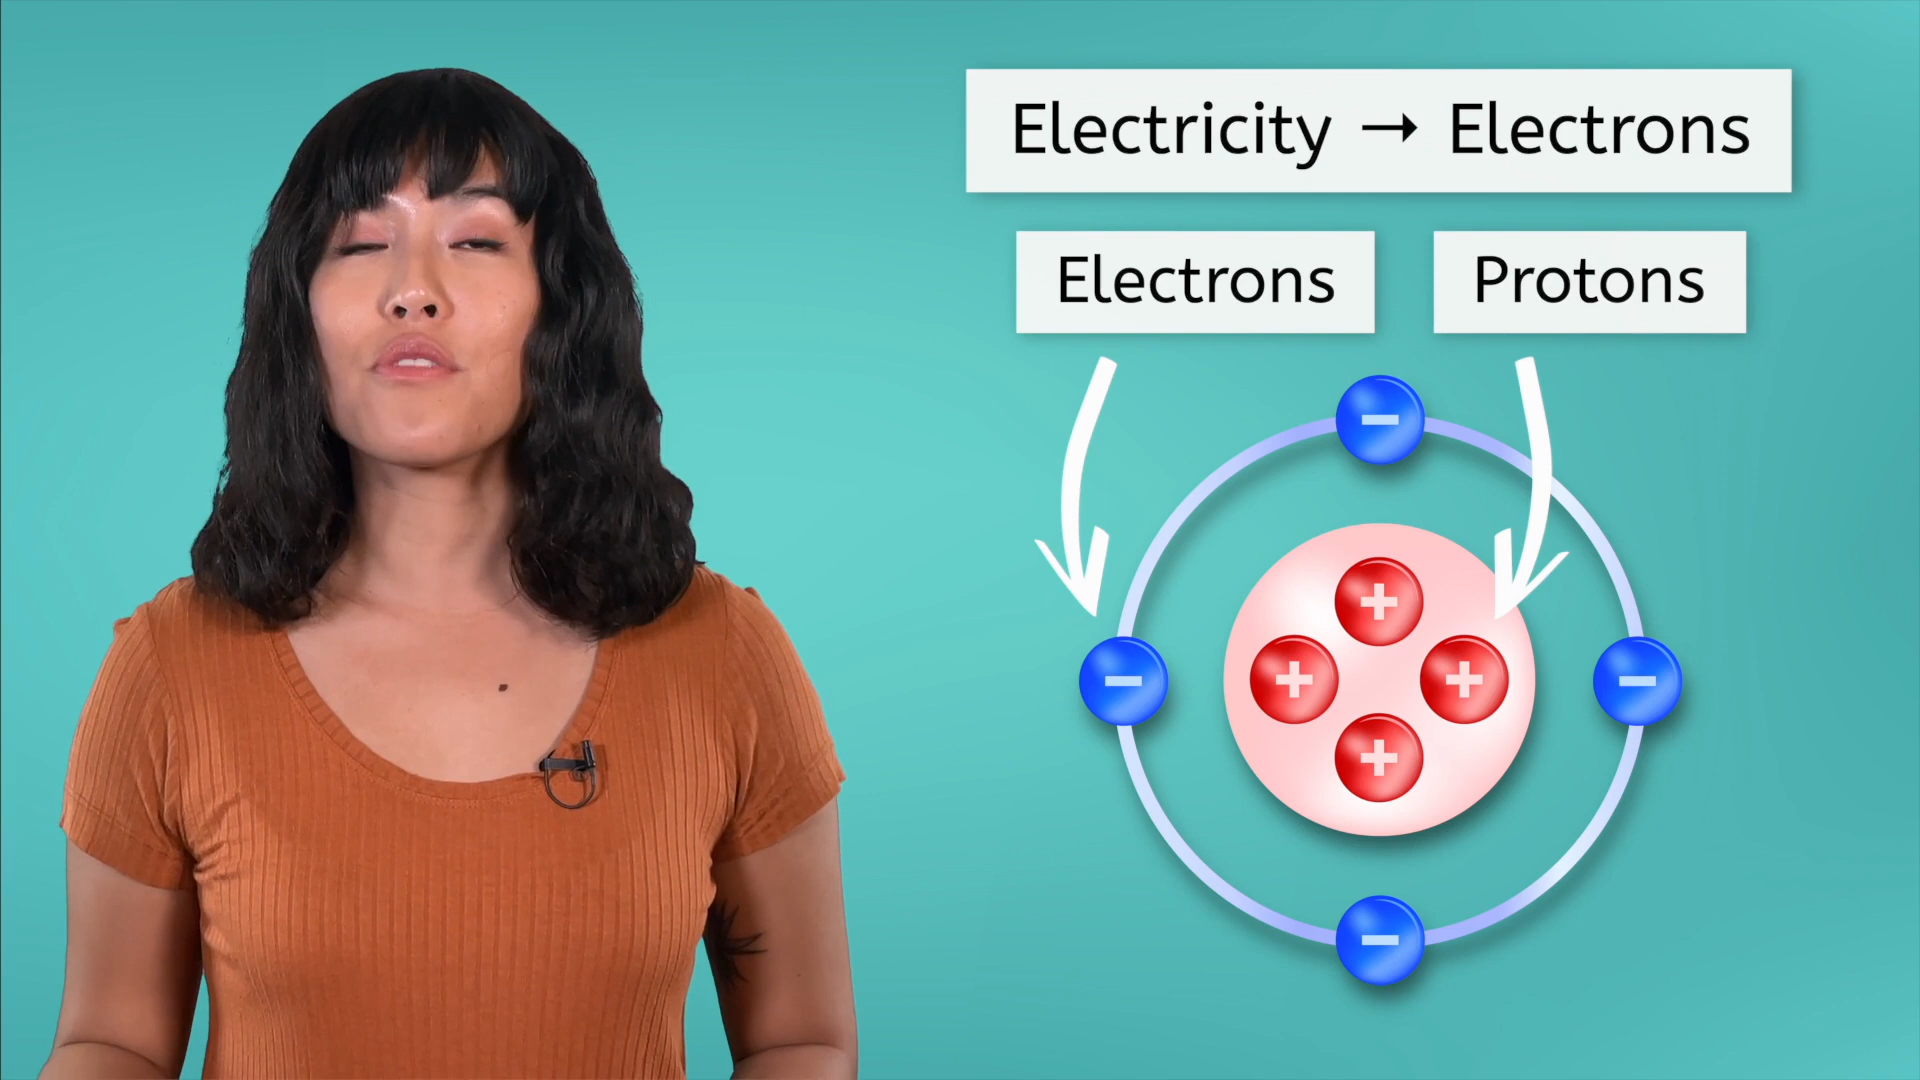 Electricity → Electrons
Electrons Protons
−
+
− + + −
+
−